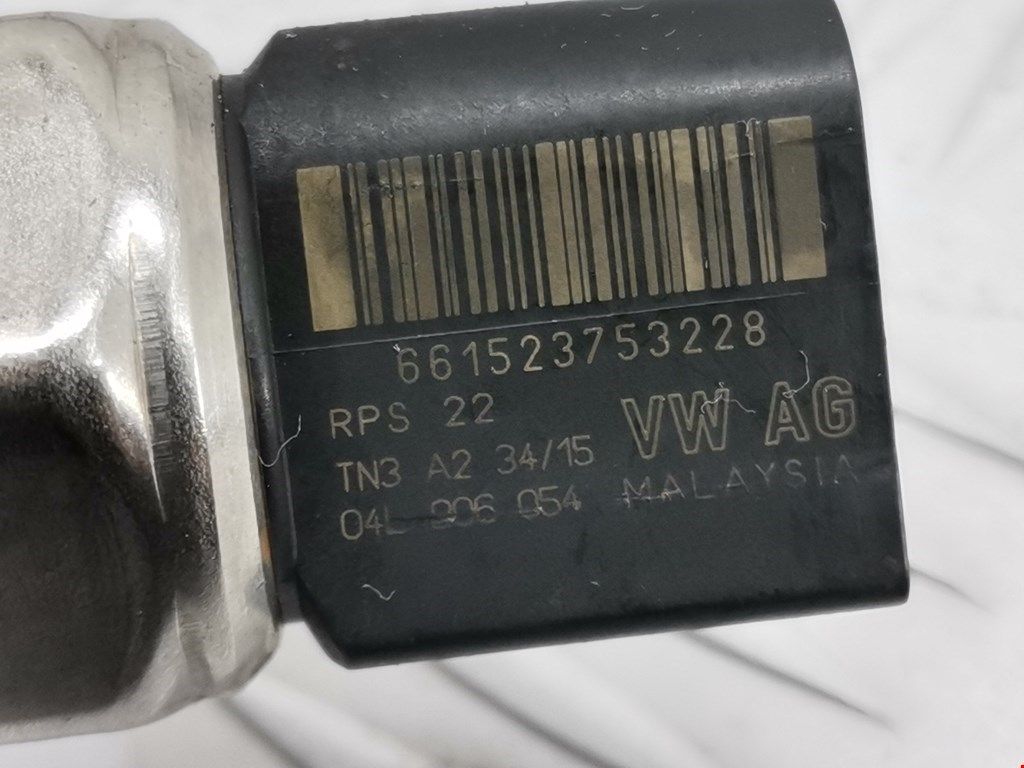 661523753228
RPS 22 VW AG
TN3 A2 34/15
04L 906 054 MALAYSIA